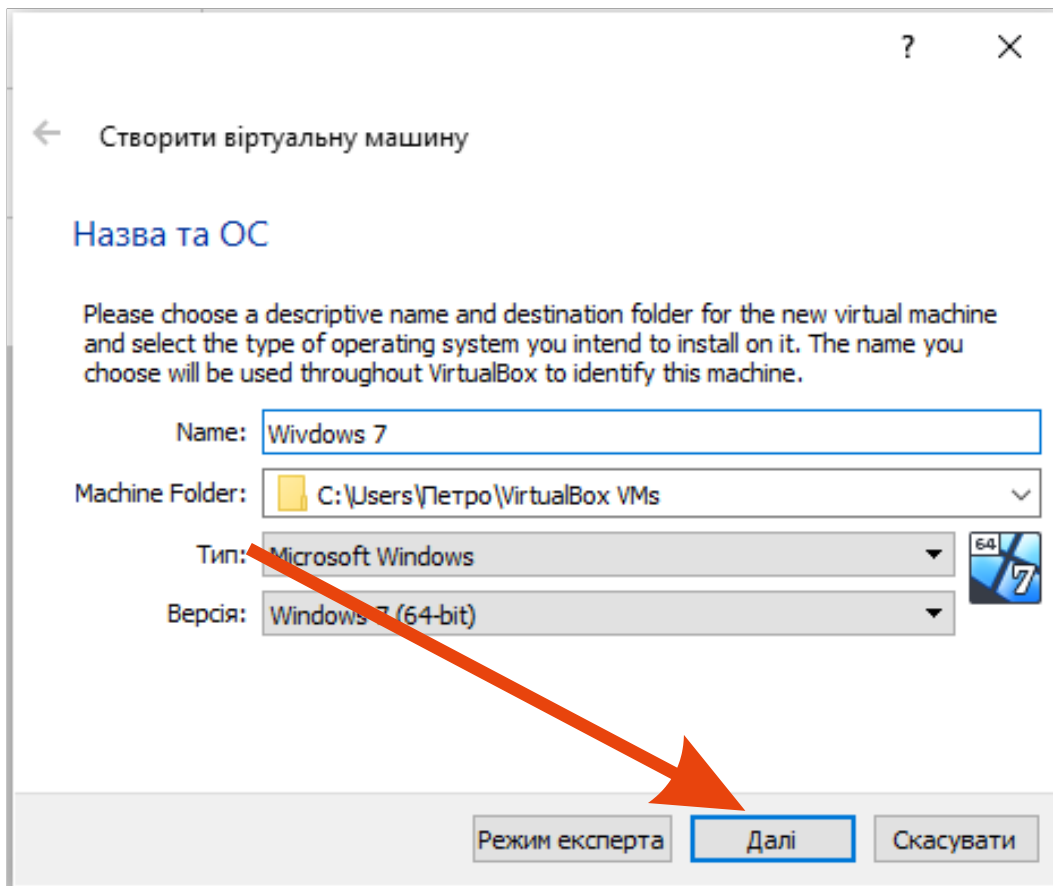 ?
Створити віртуальну машину
Назва та ОС
Please choose a descriptive name and destination folder for the new virtual machine
and select the type of operating system you intend to install on it. The name you
choose will be used throughout VirtualBox to identify this machine.
Name: Wivdows 7
Machine Folder: C:\Users\Петро\VirtualBox VMs
Тип: Microsoft Windows
64
7
Версія: Windows 7 (64-bit)
Режим експерта Далі Скасувати